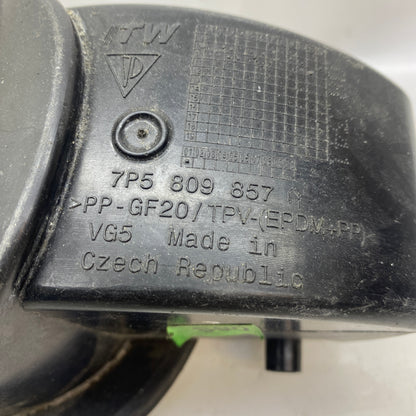 ITW
7P5 809 857
>PP-GF20/TPV-(EPDM+PP)
VG5 Made in
Czech Republic